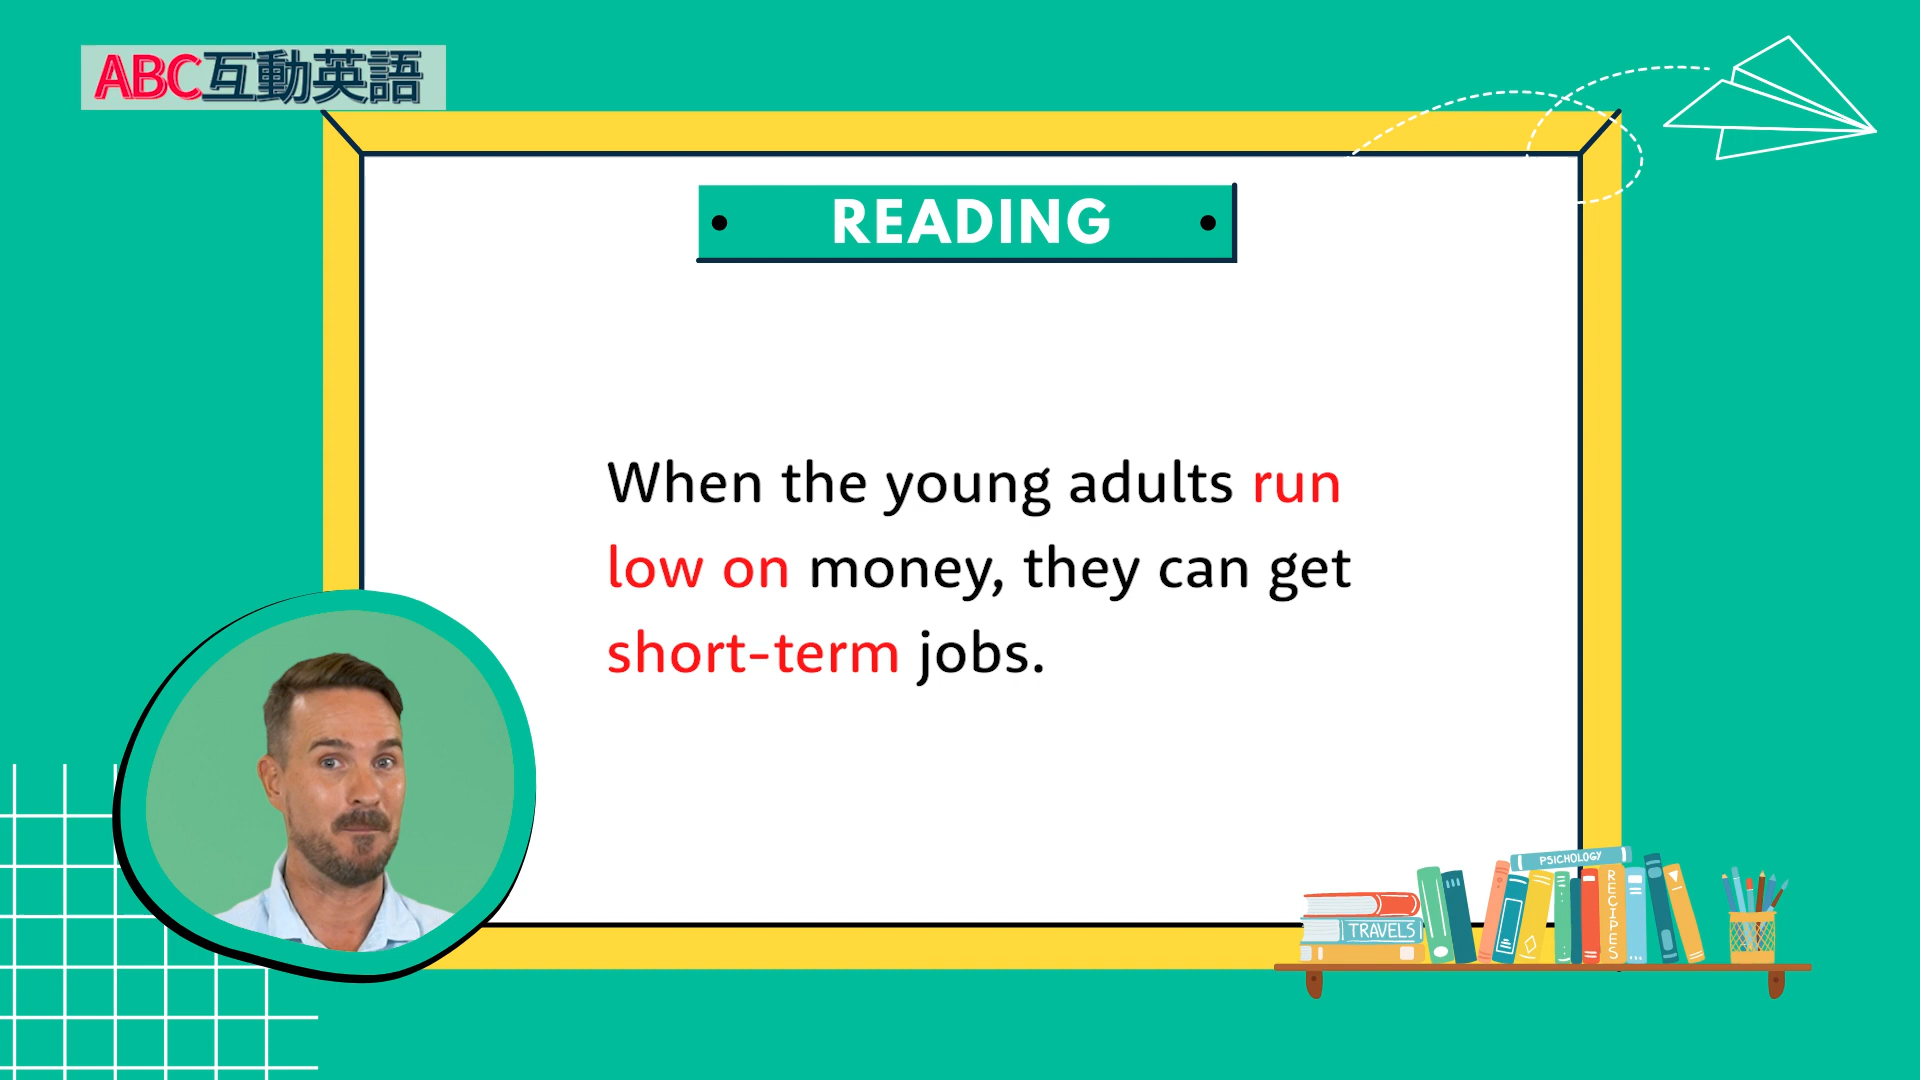 ABC互動英語
READING
When the young adults run
low on money, they can get
short-term jobs.
PSICHOLOGY
TRAVELS
RECIPES